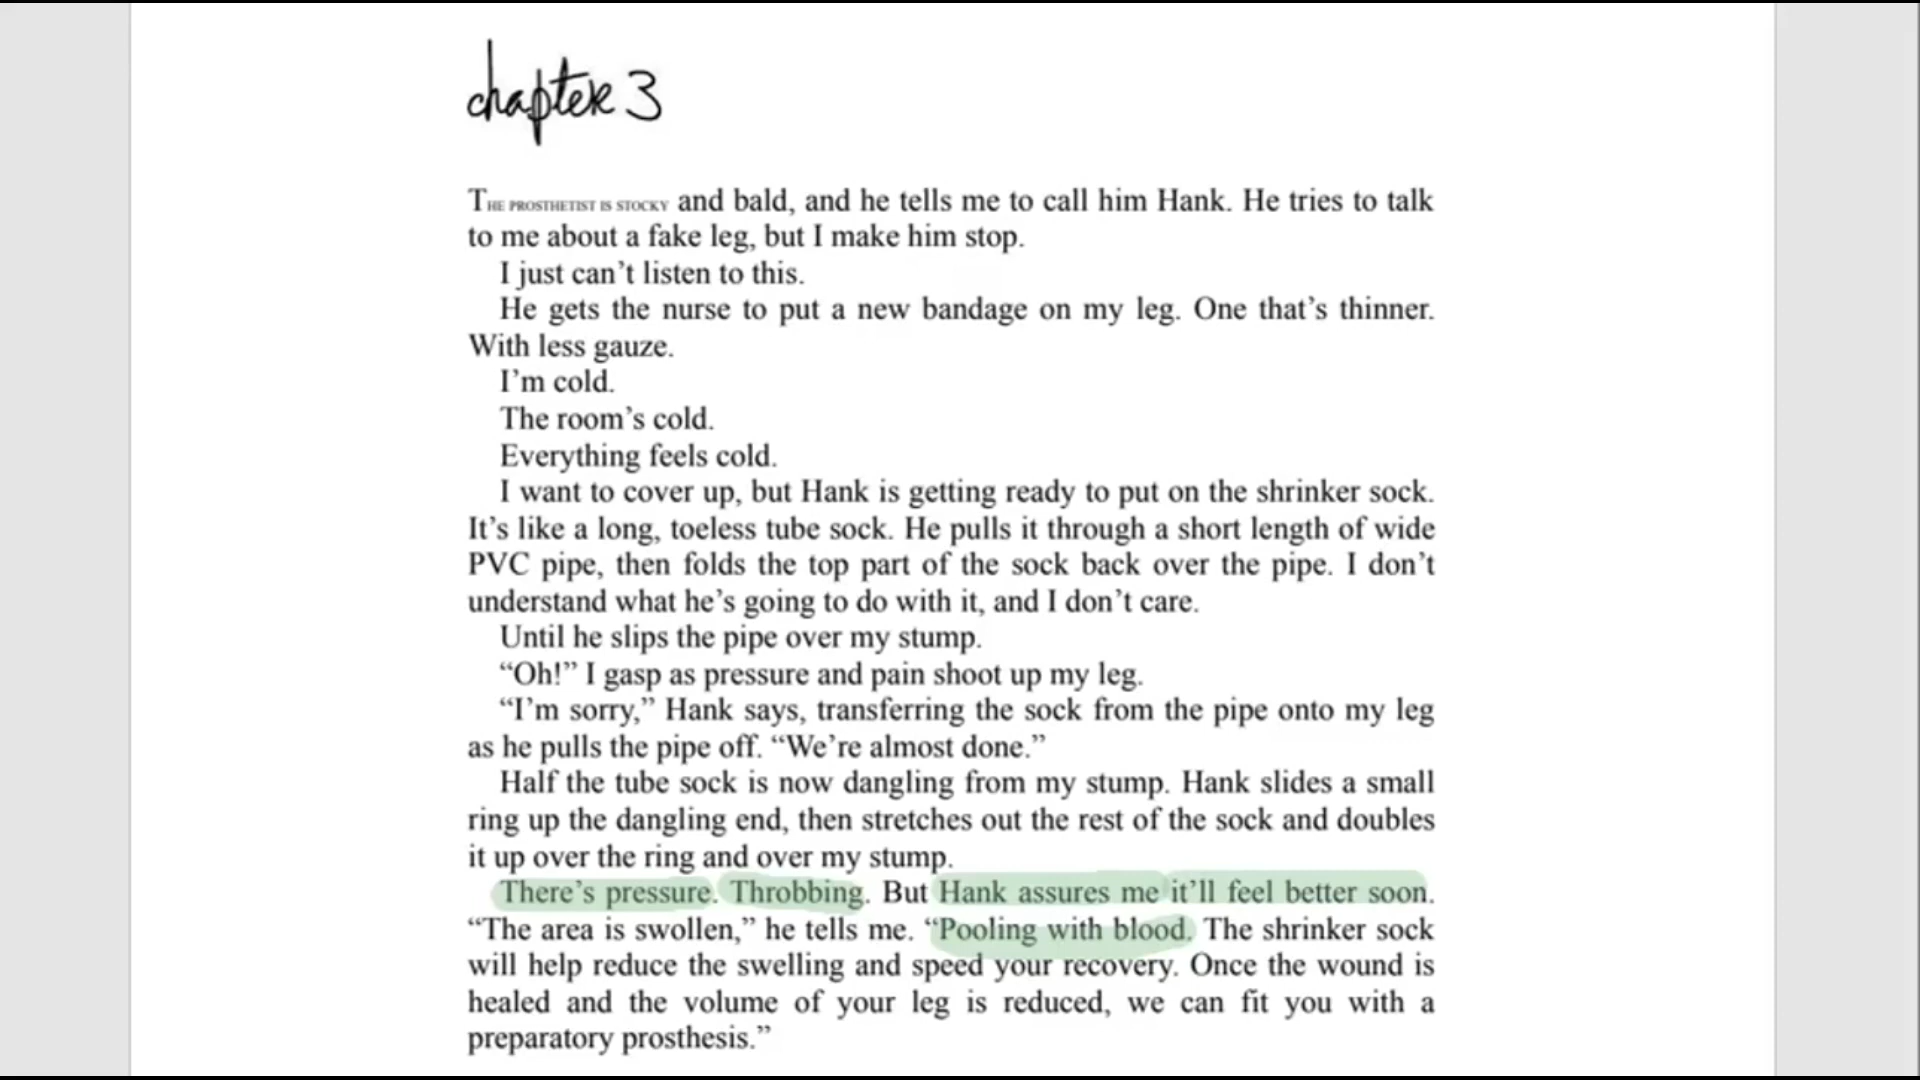 chapter 3
THE PROSTHETIST IS STOCKY and bald, and he tells me to call him Hank. He tries to talk
to me about a fake leg, but I make him stop.
I just can’t listen to this.
He gets the nurse to put a new bandage on my leg. One that’s thinner.
With less gauze.
I’m cold.
The room’s cold.
Everything feels cold.
I want to cover up, but Hank is getting ready to put on the shrinker sock.
It’s like a long, toeless tube sock. He pulls it through a short length of wide
PVC pipe, then folds the top part of the sock back over the pipe. I don’t
understand what he’s going to do with it, and I don’t care.
Until he slips the pipe over my stump.
“Oh!” I gasp as pressure and pain shoot up my leg.
“I’m sorry,” Hank says, transferring the sock from the pipe onto my leg
as he pulls the pipe off. “We’re almost done.”
Half the tube sock is now dangling from my stump. Hank slides a small
ring up the dangling end, then stretches out the rest of the sock and doubles
it up over the ring and over my stump.
There’s pressure. Throbbing. But Hank assures me it’ll feel better soon.
“The area is swollen,” he tells me. “Pooling with blood. The shrinker sock
will help reduce the swelling and speed your recovery. Once the wound is
healed and the volume of your leg is reduced, we can fit you with a
preparatory prosthesis.”